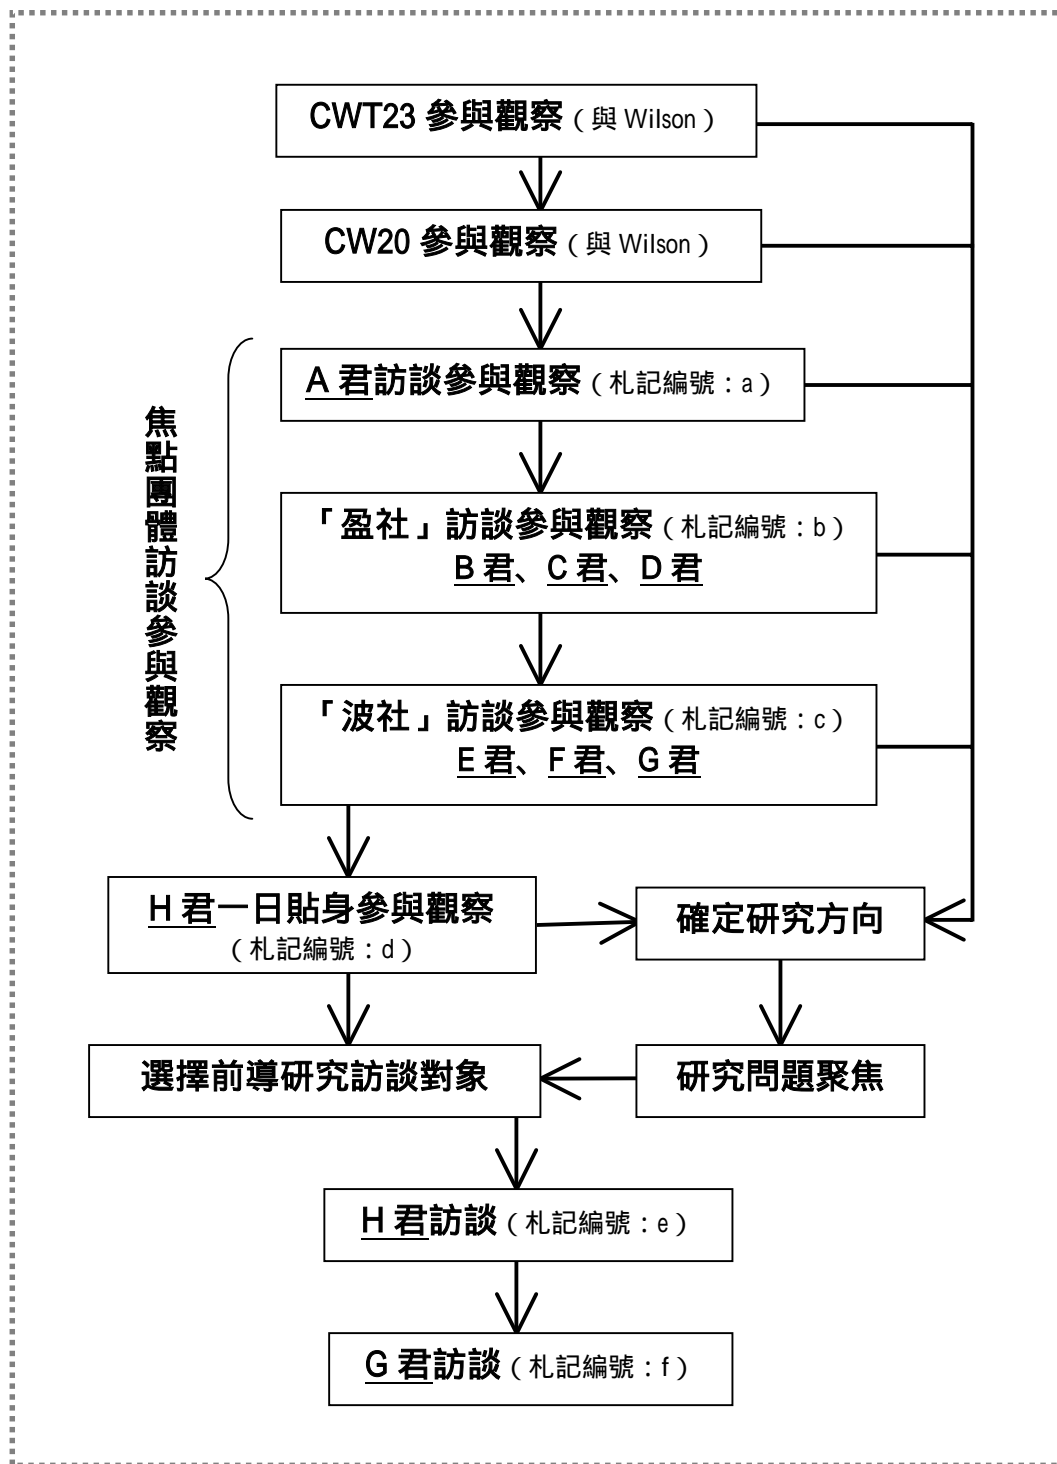 CWT23 參與觀察（與 Wilson）
CW20 參與觀察（與 Wilson）
焦點團體訪談參與觀察
A 君訪談參與觀察（札記編號：a）
「盈社」訪談參與觀察（札記編號：b）
B 君、C 君、D 君
「波社」訪談參與觀察（札記編號：c）
E 君、F 君、G 君
H 君一日貼身參與觀察
（札記編號：d）
確定研究方向
選擇前導研究訪談對象
研究問題聚焦
H 君訪談（札記編號：e）
G 君訪談（札記編號：f）